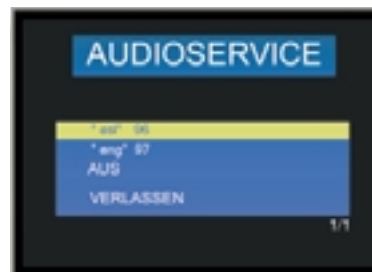 AUDIOSERVICE
" 96
"eng" 97
AUS
VERLASSEN
1/1